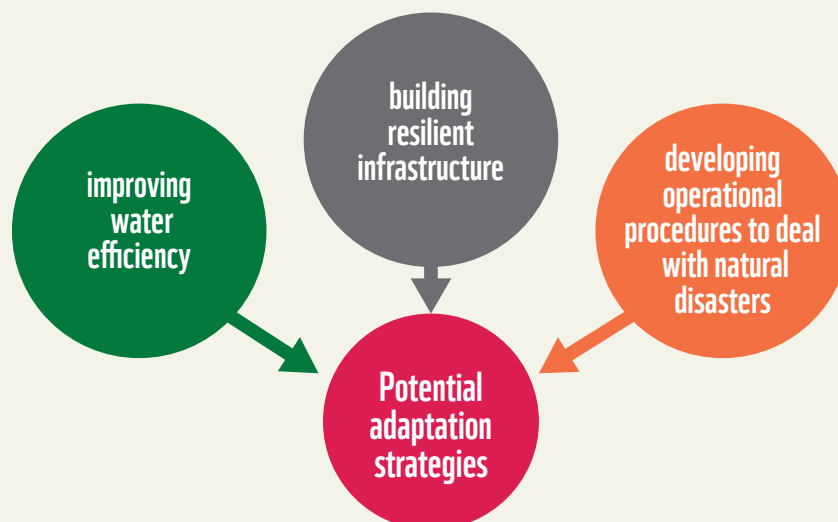 building
resilient
infrastructure
improving
water
efficiency
developing
operational
procedures to deal
with natural
disasters
Potential
adaptation
strategies